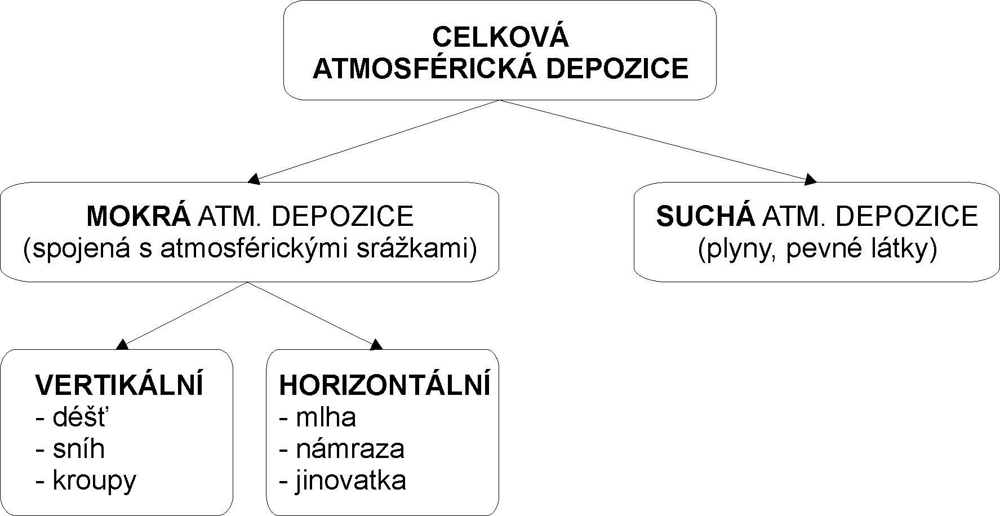 CELKOVÁ
ATMOSFÉRICKÁ DEPOZICE
MOKRÁ ATM. DEPOZICE
(spojená s atmosférickými srážkami)
SUCHÁ ATM. DEPOZICE
(plyny, pevné látky)
VERTIKÁLNÍ
- déšť
- sníh
- kroupy
HORIZONTÁLNÍ
- mlha
- námraza
- jinovatka